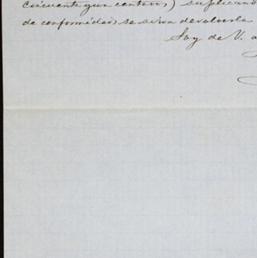 cincuenta y un centavos) suplicando
de conformidad se sirva devolverla
Soy de V. a